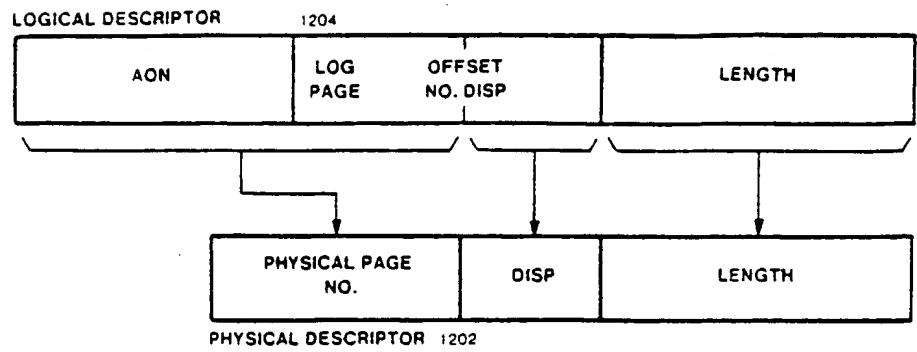 LOGICAL DESCRIPTOR 1204
AON
LOG PAGE
OFFSET NO. DISP
LENGTH
PHYSICAL PAGE NO.
DISP
LENGTH
PHYSICAL DESCRIPTOR 1202